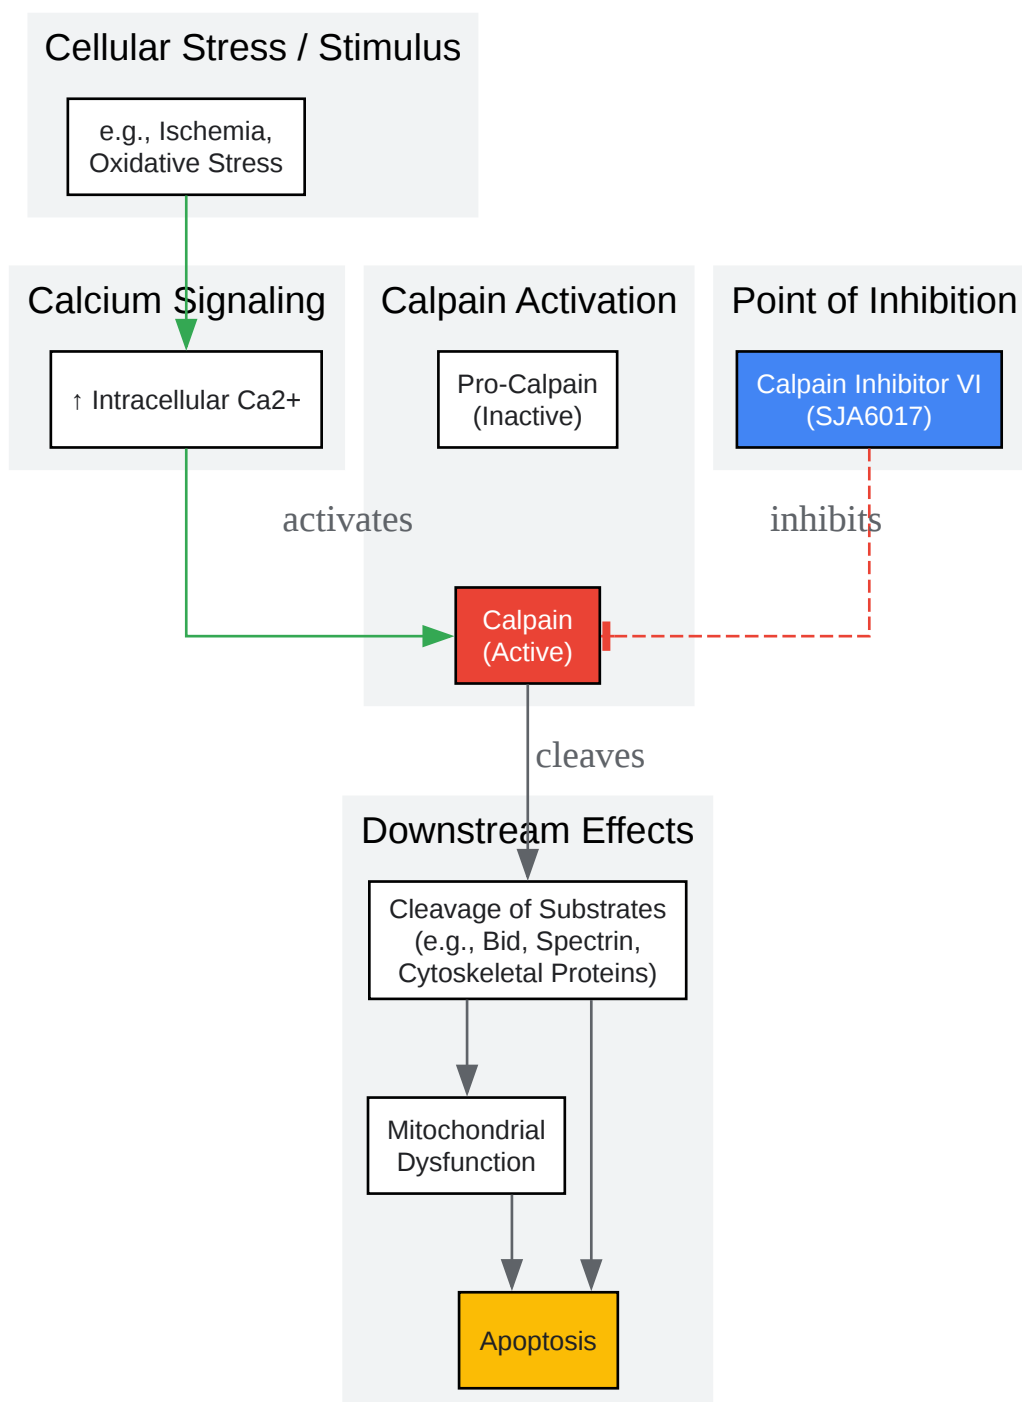 Cellular Stress / Stimulus
e.g., Ischemia,
Oxidative Stress
Calcium Signaling
↑ Intracellular Ca2+
Calpain Activation
Pro-Calpain
(Inactive)
Point of Inhibition
Calpain Inhibitor VI
(SJA6017)
activates
inhibits
Calpain
(Active)
cleaves
Downstream Effects
Cleavage of Substrates
(e.g., Bid, Spectrin,
Cytoskeletal Proteins)
Mitochondrial
Dysfunction
Apoptosis